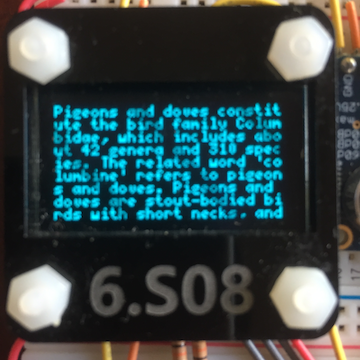 Pigeons and doves constit
ute the bird family Colum
bidae, which includes abo
ut 42 genera and 310 spec
ies. The related word 'co
lumbine' refers to pigeon
s and doves. Pigeons and
doves are stout-bodied bi
rds with short necks, and
6.S08